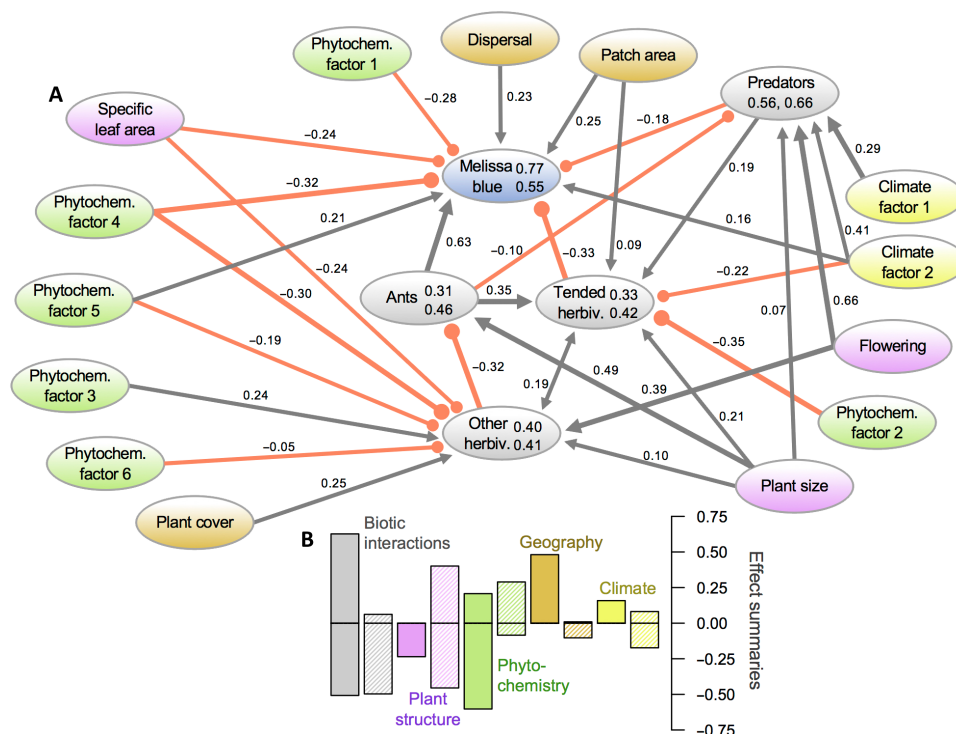 A
Phytochem.
factor 1
Dispersal
Patch area
Predators
0.56, 0.66
Specific
leaf area
−0.28
0.23
0.25
−0.18
−0.24
0.19
0.29
Melissa 0.77
blue 0.55
Climate
factor 1
Phytochem.
factor 4
−0.32
0.21
0.16
0.41
Climate
factor 2
0.63
−0.10
−0.33
0.09
−0.24
−0.22
Phytochem.
factor 5
−0.30
Ants 0.31
0.46
0.35
Tended 0.33
herbiv. 0.42
0.07
0.66
−0.19
Flowering
−0.35
−0.32
0.49
0.19
0.39
Phytochem.
factor 3
0.24
0.21
Phytochem.
factor 2
Other 0.40
herbiv. 0.41
Phytochem.
factor 6
−0.05
0.10
Plant size
0.25
Plant cover
B
Biotic
interactions
Geography
Climate
Phyto-
chemistry
Plant
structure
0.75
0.50
0.25
0.00
−0.25
−0.50
−0.75
Effect summaries